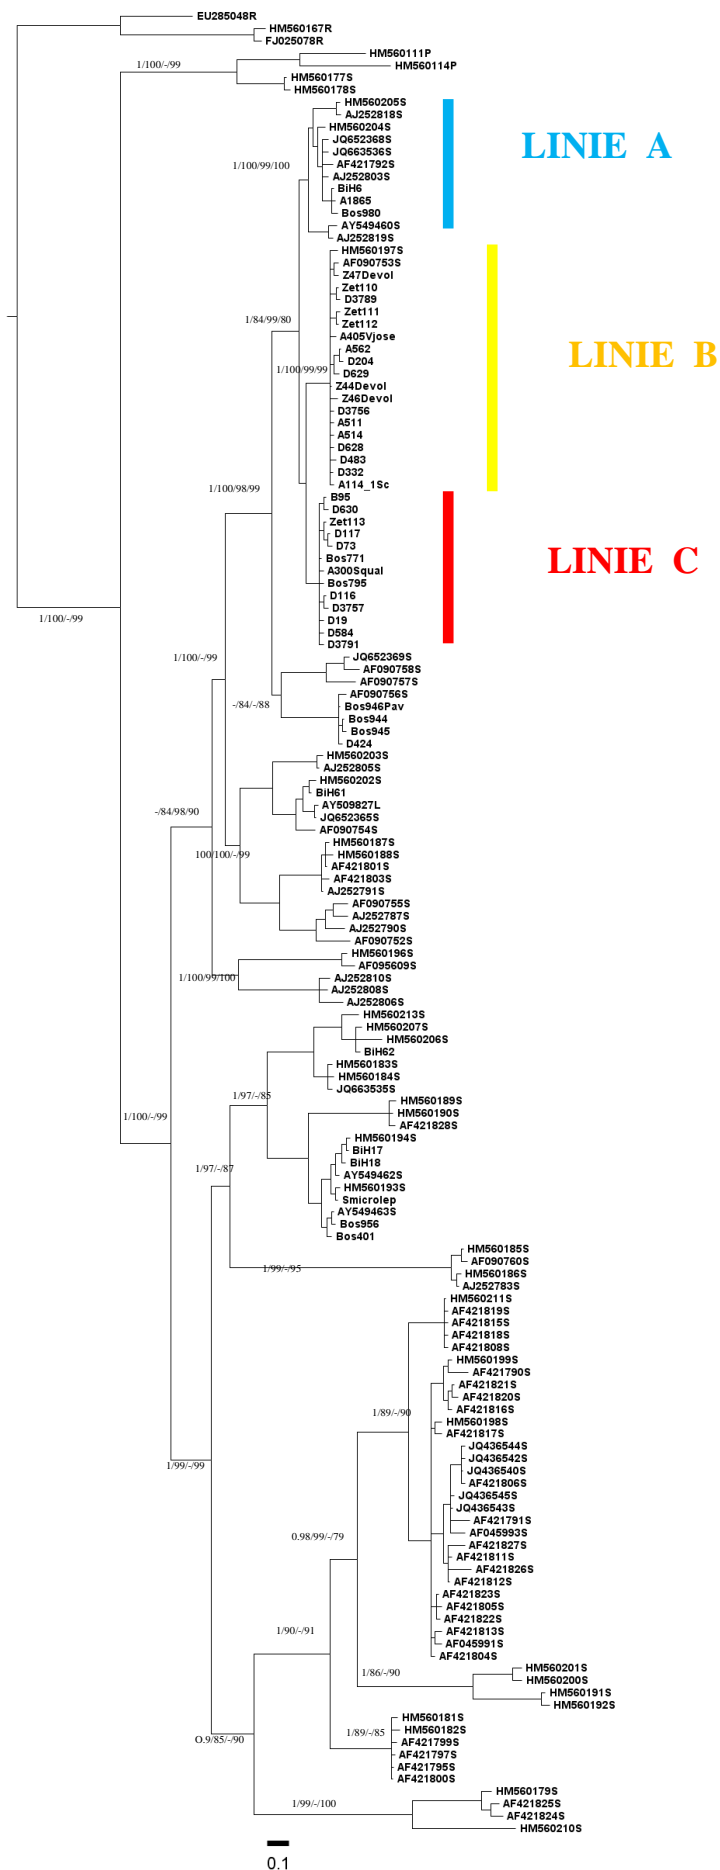 EU285048R
HM560167R
FJ025078R
HM560111P
1/100/-/99
HM560114P
HM560177S
HM560178S
HM560205S
AJ252818S
HM560204S
JQ652368S
LINIE A
JQ663536S
1/100/99/100
AF421792S
AJ252803S
BiH6
A1865
Bos980
AY549460S
AJ252819S
HM560197S
AF090753S
Z47Devol
Zet110
D3789
Zet111
1/84/99/80
Zet112
A405Vjose
A562
LINIE B
D204
1/100/99/99
D629
Z44Devol
Z46Devol
D3756
A511
A514
D628
D483
D332
A114_1Sc
1/100/98/99
B95
D630
Zet113
D117
D73
Bos771
LINIE C
A300Squal
Bos795
D116
D3757
1/100/-/99
D19
D584
D3791
1/100/-/99
JQ652369S
AF090758S
AF090757S
AF090756S
-/84/-/88
Bos946Pav
Bos944
Bos945
D424
HM560203S
AJ252805S
HM560202S
BiH61
AY509827L
-/84/98/90
JQ652365S
AF090754S
HM560187S
100/100/-/99
HM560188S
AF421801S
AF421803S
AJ252791S
AF090755S
AJ252787S
AJ252790S
AF090752S
HM560196S
AF095609S
1/100/99/100
AJ252810S
AJ252808S
AJ252806S
HM560213S
HM560207S
HM560206S
BiH62
HM560183S
HM560184S
JQ663535S
1/97/-/85
HM560189S
HM560190S
1/100/-/99
AF421828S
HM560194S
BiH17
BiH18
1/97/-/87
AY549462S
HM560193S
Smicrolep
AY549463S
Bos956
Bos401
HM560185S
AF090760S
1/99/-/95
HM560186S
AJ252783S
HM560211S
AF421819S
AF421815S
AF421818S
AF421808S
HM560199S
AF421790S
AF421821S
AF421820S
AF421816S
1/89/-/90
HM560198S
AF421817S
JQ436544S
JQ436542S
1/99/-/99
JQ436540S
AF421806S
JQ436545S
JQ436543S
AF421791S
AF045993S
0.98/99/-/79
AF421827S
AF421811S
AF421826S
AF421812S
AF421823S
AF421805S
AF421822S
1/90/-/91
AF421813S
AF045991S
AF421804S
HM560201S
1/86/-/90
HM560200S
HM560191S
HM560192S
HM560181S
1/89/-/85
HM560182S
O.9/85/-/90
AF421799S
AF421797S
AF421795S
AF421800S
HM560179S
1/99/-/100
AF421825S
AF421824S
HM560210S
0.1